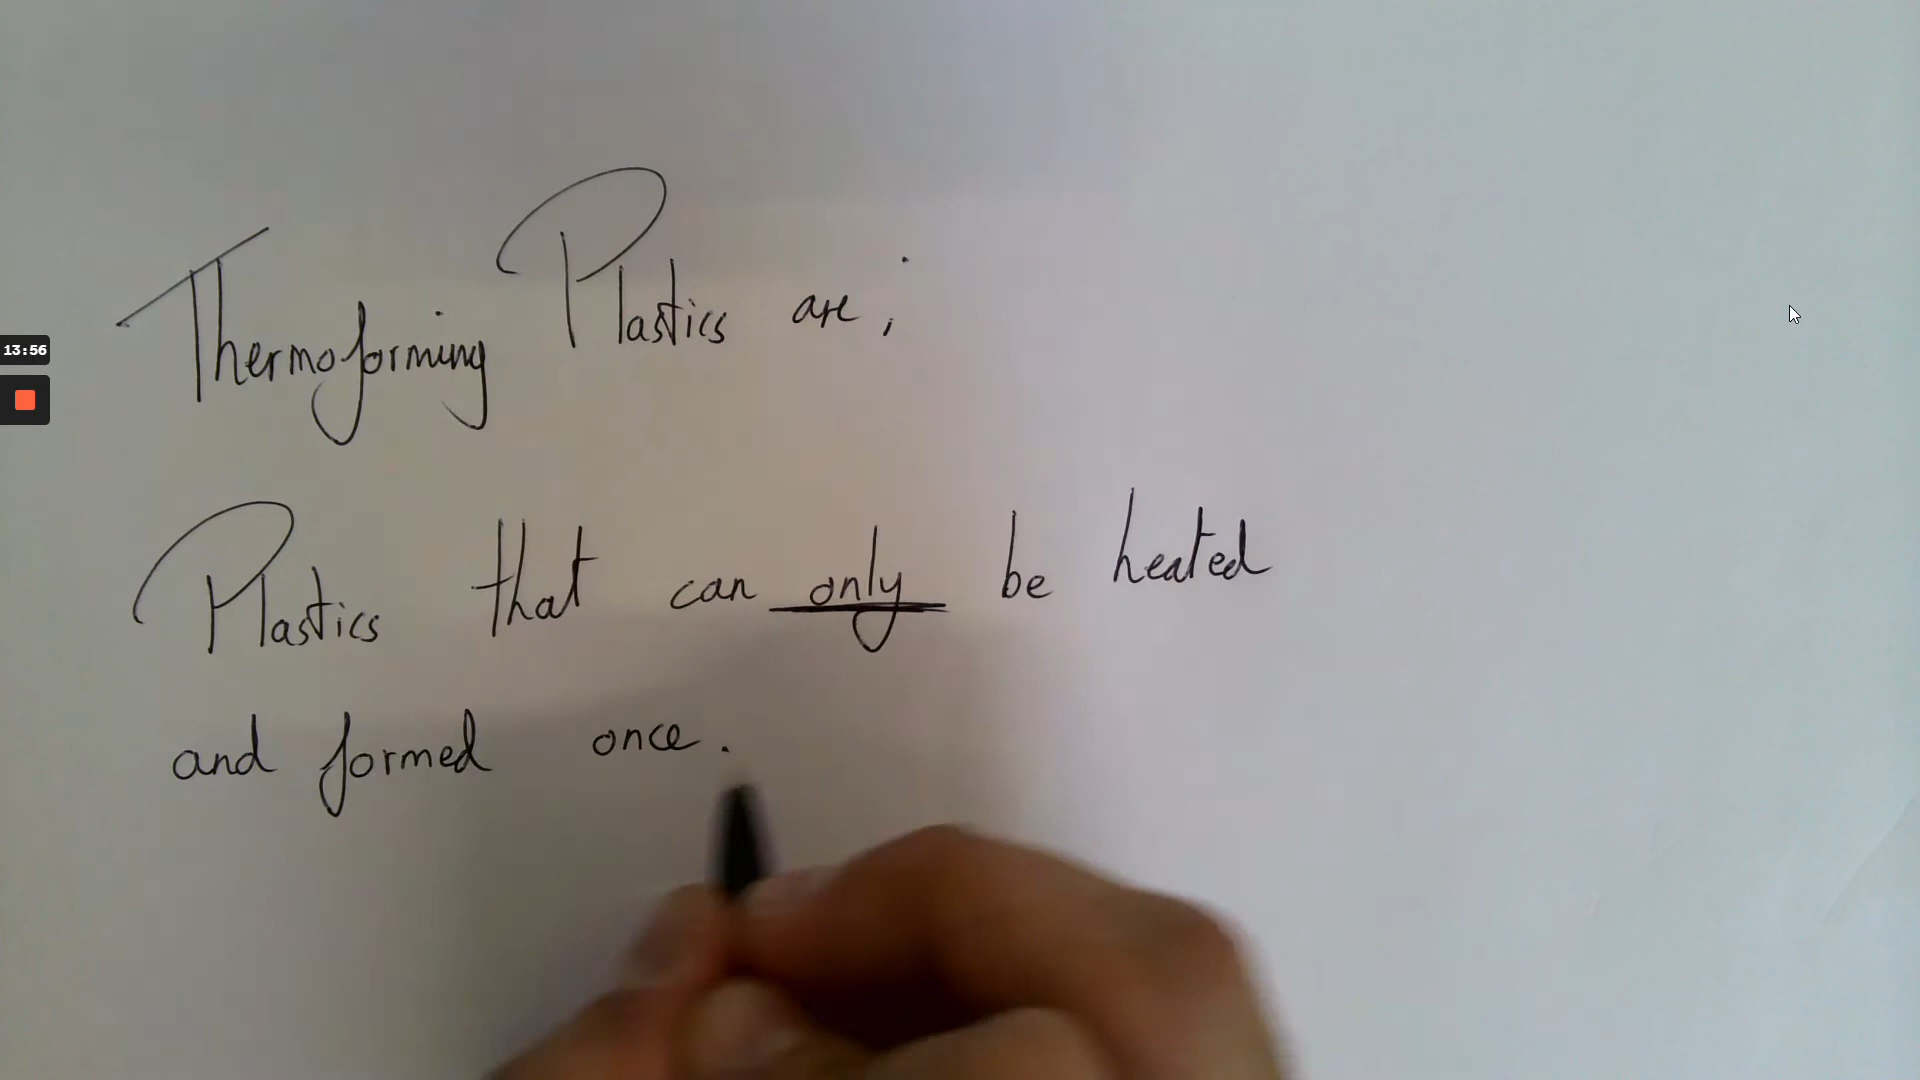 13:56
Thermoforming Plastics are;
Plastics that can only be heated
and formed once.